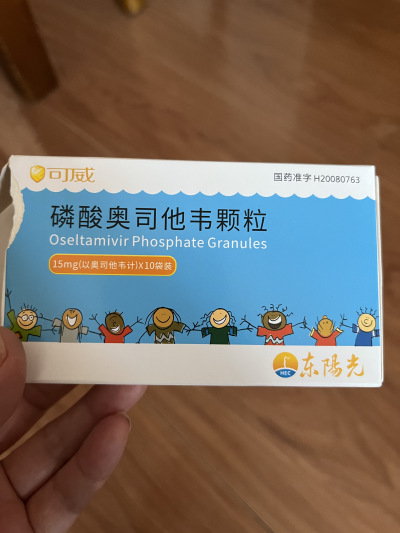 可威
国药准字 H20080763
磷酸奥司他韦颗粒
Oseltamivir Phosphate Granules
15mg(以奥司他韦计)X10袋装
HEC
东陽光